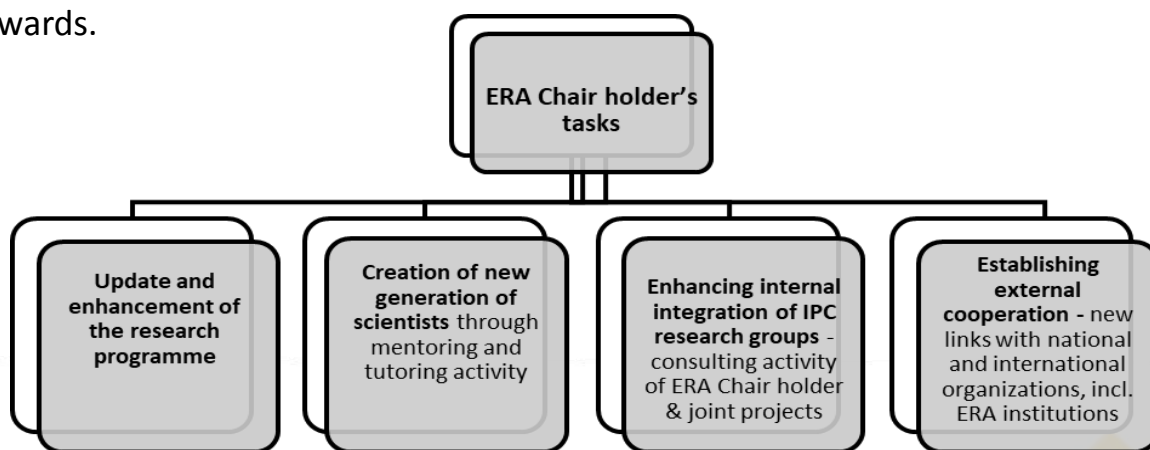 wards.
ERA Chair holder's
tasks
Update and
enhancement of
the research
programme
Creation of new
generation of
scientists through
mentoring and
tutoring activity
Enhancing internal
integration of IPC
research groups -
consulting activity
of ERA Chair holder
& joint projects
Establishing
external
cooperation - new
links with national
and international
organizations, incl.
ERA institutions